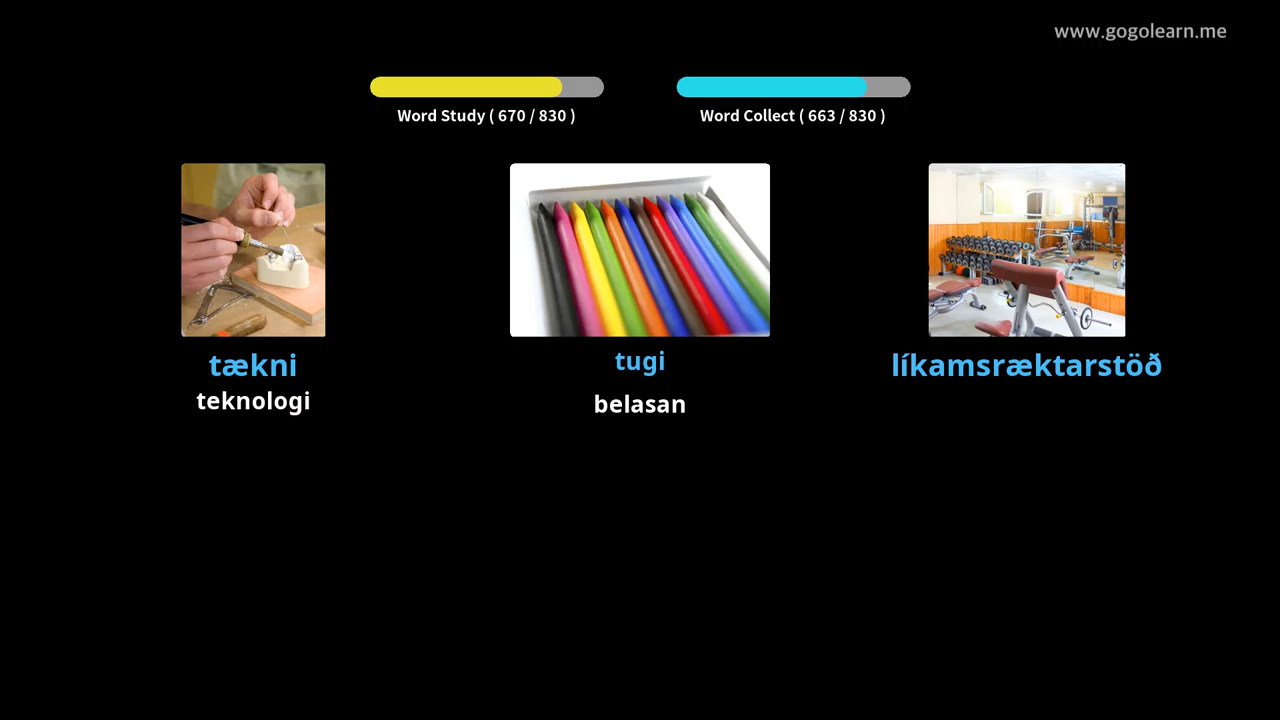 www.gogolearn.me
Word Study ( 670 / 830 )
Word Collect ( 663 / 830 )
tækni
teknologi
tugi
belasan
líkamsræktarstöð